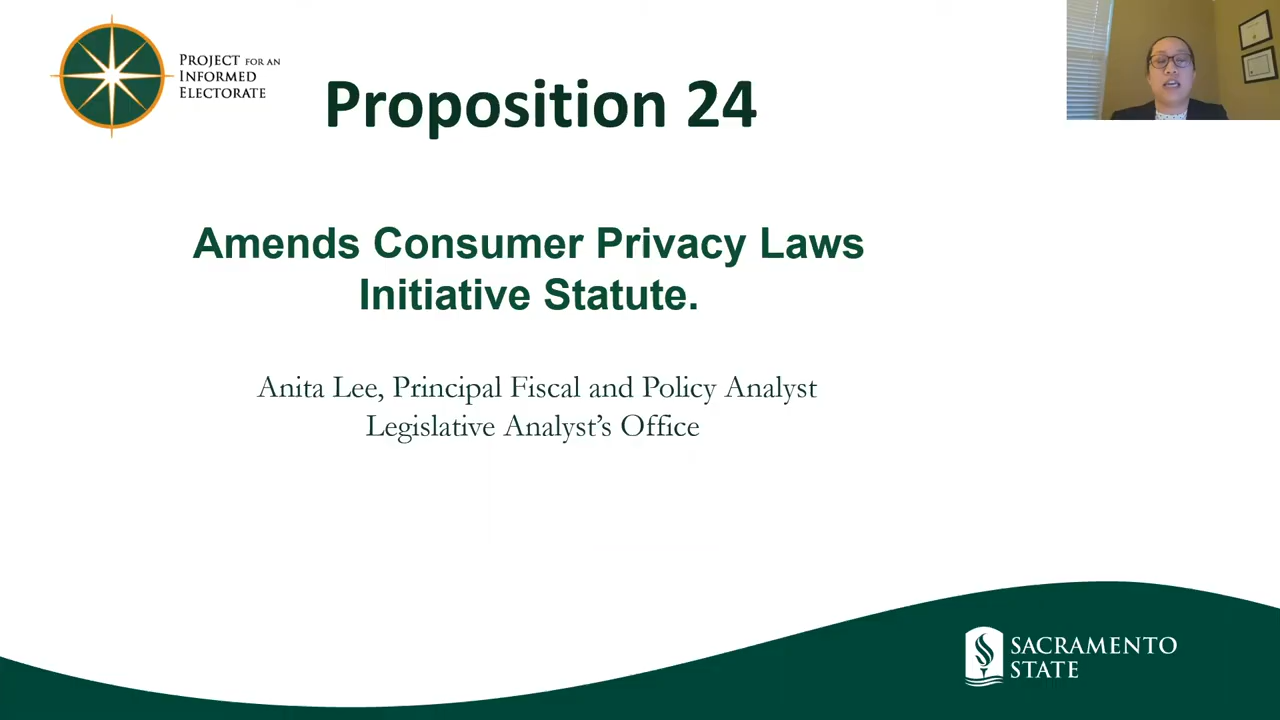 PROJECT FOR AN
INFORMED
ELECTORATE
Proposition 24
Amends Consumer Privacy Laws
Initiative Statute.
Anita Lee, Principal Fiscal and Policy Analyst
Legislative Analyst’s Office
SACRAMENTO
STATE